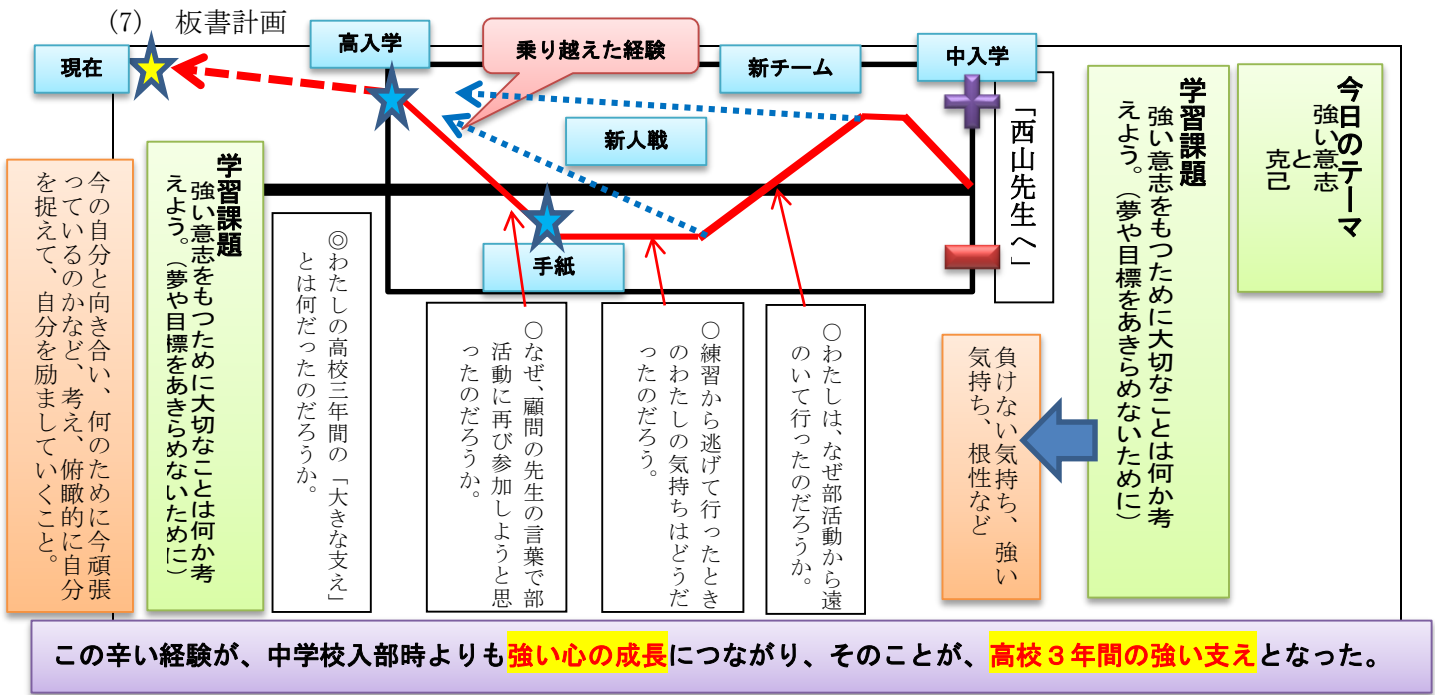 (7) 板書計画
今日のテーマ
強い意志
と
克己
学習課題
強い意志をもつために大切なことは何か考
えよう。（夢や目標をあきらめないために）
負けない気持ち、強い
気持ち、根性など
「西山先生へ」
中入学
新チーム
新人戦
乗り越えた経験
高入学
手紙
現在
○わたしは、なぜ部活動から遠
のいて行ったのだろうか。
○練習から逃げて行ったとき
のわたしの気持ちはどうだ
ったのだろう。
○なぜ、顧問の先生の言葉で部
活動に再び参加しようと思
ったのだろうか。
◎わたしの高校三年間の「大きな支え」
とは何だったのだろうか。
学習課題
強い意志をもつために大切なことは何か考
えよう。（夢や目標をあきらめないために）
今の自分と向き合い、何のために今頑張
っているのかなど、考え、俯瞰的に自分
を捉えて、自分を励ましていくこと。
この辛い経験が、中学校入部時よりも強い心の成長につながり、そのことが、高校３年間の強い支えとなった。